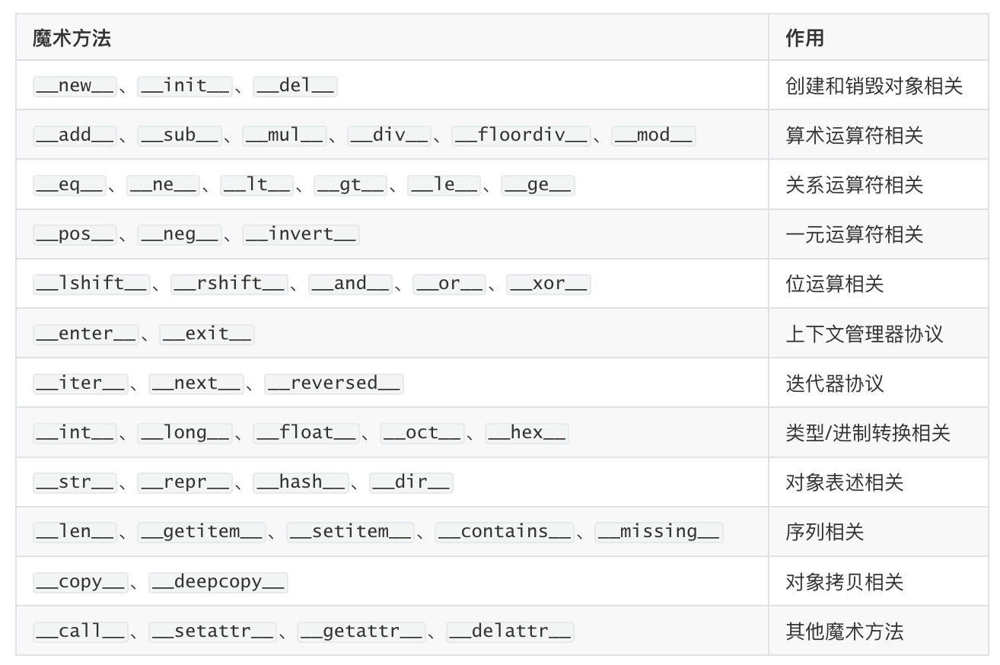 魔术方法 作用
__new__、__init__、__del__ 创建和销毁对象相关
__add__、__sub__、__mul__、__div__、__floordiv__、__mod__ 算术运算符相关
__eq__、__ne__、__lt__、__gt__、__le__、__ge__ 关系运算符相关
__pos__、__neg__、__invert__ 一元运算符相关
__lshift__、__rshift__、__and__、__or__、__xor__ 位运算相关
__enter__、__exit__ 上下文管理器协议
__iter__、__next__、__reversed__ 迭代器协议
__int__、__long__、__float__、__oct__、__hex__ 类型/进制转换相关
__str__、__repr__、__hash__、__dir__ 对象表述相关
__len__、__getitem__、__setitem__、__contains__、__missing__ 序列相关
__copy__、__deepcopy__ 对象拷贝相关
__call__、__setattr__、__getattr__、__delattr__ 其他魔术方法